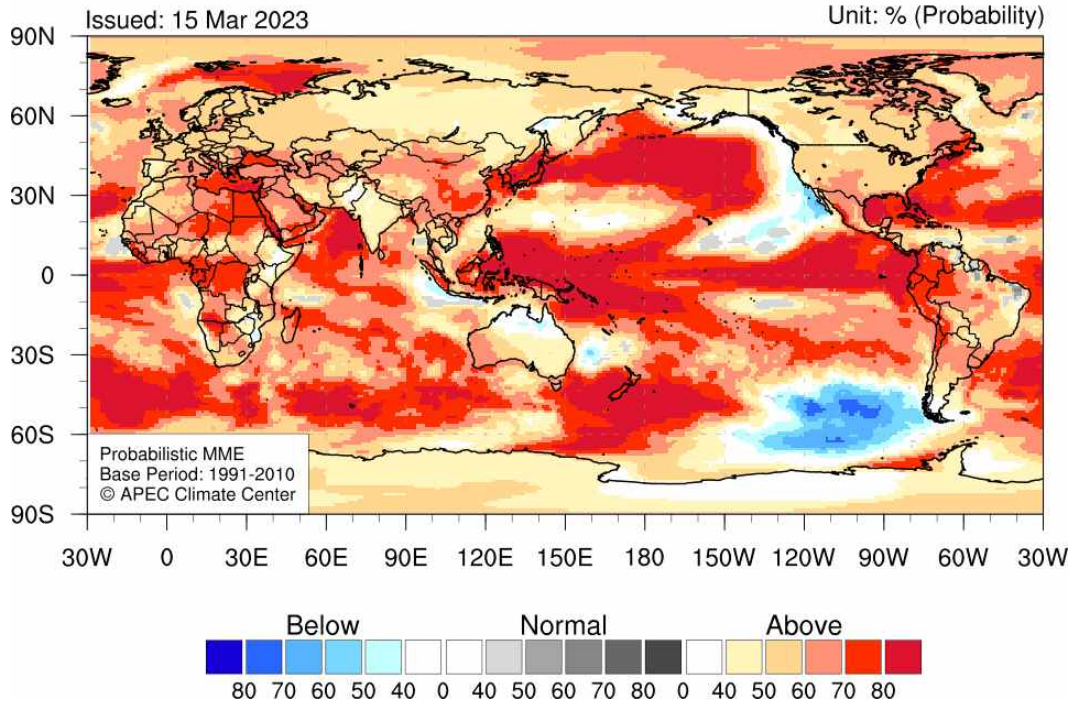 Issued: 15 Mar 2023
Unit: % (Probability)
90N
60N
30N
0
30S
60S
90S
Probabilistic MME
Base Period: 1991-2010
© APEC Climate Center
30W 0 30E 60E 90E 120E 150E 180 150W 120W 90W 60W 30W
Below Normal Above
80 70 60 50 40 0 40 50 60 70 80 0 40 50 60 70 80